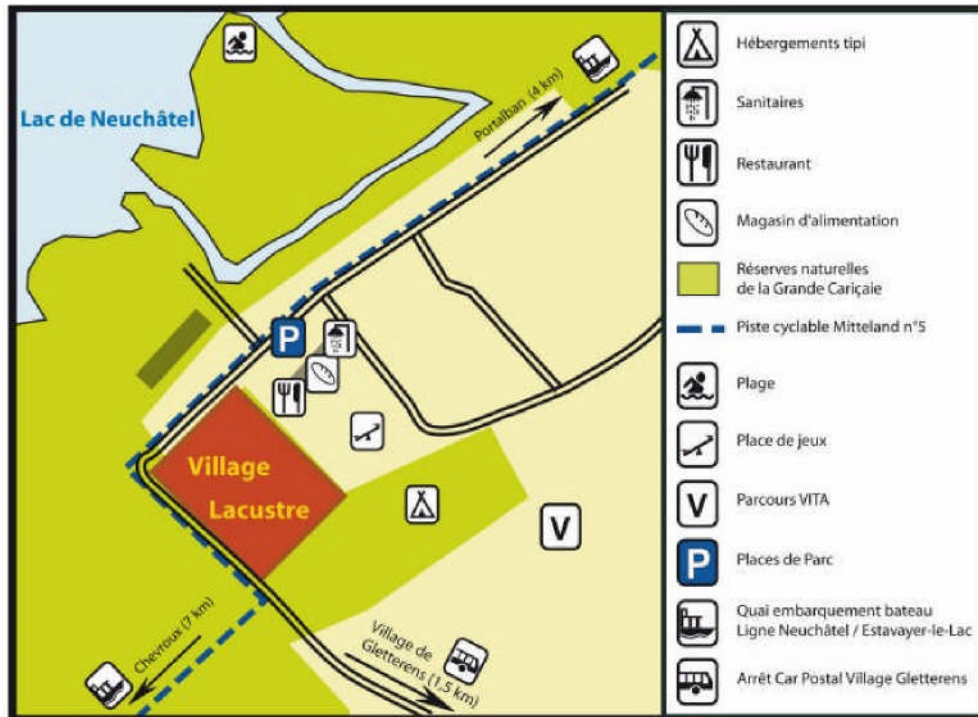 Lac de Neuchâtel
Portalban (4 km)
P
Village
Lacustre
V
Chevroux (7 km)
Village de
Gletterens (1,5 km)
Hébergements tipi
Sanitaires
Restaurant
Magasin d'alimentation
Réserves naturelles
de la Grande Cariçaie
Piste cyclable Mitteland n°5
Plage
Place de jeux
V
Parcours VITA
P
Places de Parc
Quai embarquement bateau
Ligne Neuchâtel / Estavayer-le-Lac
Arrêt Car Postal Village Gletterens